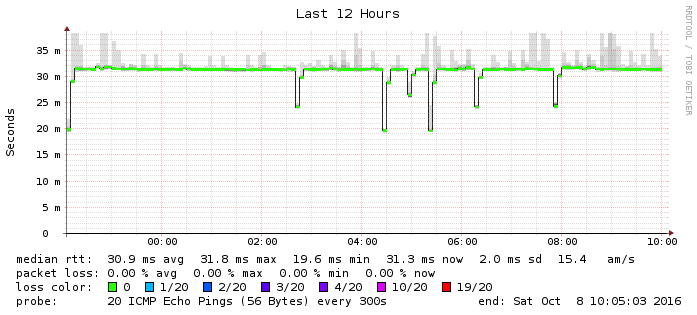 Last 12 Hours
RRDTOOL / TOBI OETIKER
Seconds
35 m
30 m
25 m
20 m
15 m
10 m
5 m
0
00:00 02:00 04:00 06:00 08:00 10:00
median rtt: 30.9 ms avg 31.8 ms max 19.6 ms min 31.3 ms now 2.0 ms sd 15.4 am/s
packet loss: 0.00 % avg 0.00 % max 0.00 % min 0.00 % now
loss color: 0 1/20 2/20 3/20 4/20 10/20 19/20
probe: 20 ICMP Echo Pings (56 Bytes) every 300s end: Sat Oct 8 10:05:03 2016